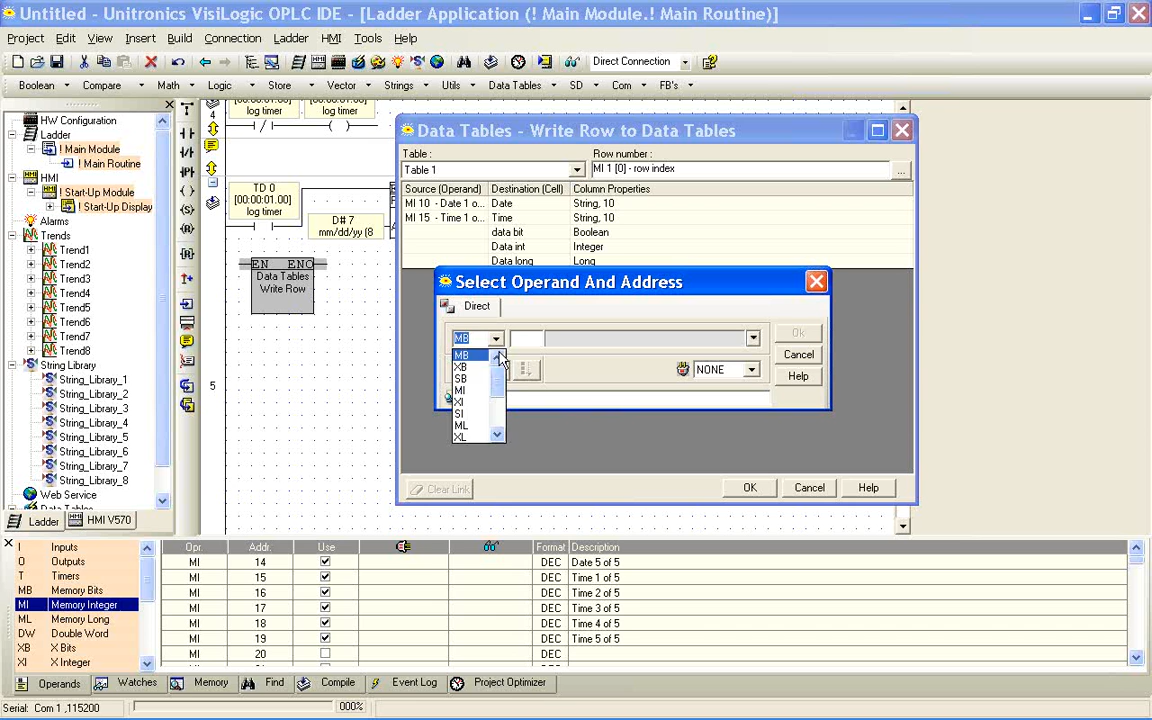 Untitled - Unitronics VisiLogic OPLC IDE - [Ladder Application (! Main Module.! Main Routine)]
Project Edit View Insert Build Connection Ladder HMI Tools Help
Direct Connection
Boolean Compare Math Logic Store Vector Strings Utils Data Tables SD Com FB's
HW Configuration
Ladder
! Main Module
! Main Routine
HMI
! Start-Up Module
! Start-Up Display
Alarms
Trends
Trend1
Trend2
Trend3
Trend4
Trend5
Trend6
Trend7
Trend8
String Library
String_Library_1
String_Library_2
String_Library_3
String_Library_4
String_Library_5
String_Library_6
String_Library_7
String_Library_8
Web Service
Ladder HMI V570
4
[00:00:01.00] [00:00:01.00]
log timer log timer
TD 0
[00:00:01.00]
log timer
D# 7
mm/dd/yy (8
EN ENO
Data Tables
Write Row
5
Data Tables - Write Row to Data Tables
Table : Row number :
Table 1 MI 1 [0] - row index ...
Source (Operand) Destination (Cell) Column Properties
MI 10 - Date 1 o... Date String, 10
MI 15 - Time 1 o... Time String, 10
data bit Boolean
Data int Integer
Data long Long
Select Operand And Address
Direct
MB Ok
MB
XB
SB
MI
XI
SI
ML
XL
Cancel
NONE
Help
Clear Link OK Cancel Help
I Inputs
O Outputs
T Timers
MB Memory Bits
MI Memory Integer
ML Memory Long
DW Double Word
XB X Bits
XI X Integer
Opr. Addr. Use Format Description
MI 14 DEC Date 5 of 5
MI 15 DEC Time 1 of 5
MI 16 DEC Time 2 of 5
MI 17 DEC Time 3 of 5
MI 18 DEC Time 4 of 5
MI 19 DEC Time 5 of 5
MI 20 DEC
Operands Watches Memory Find Compile Event Log Project Optimizer
Serial: Com 1 ,115200 000%